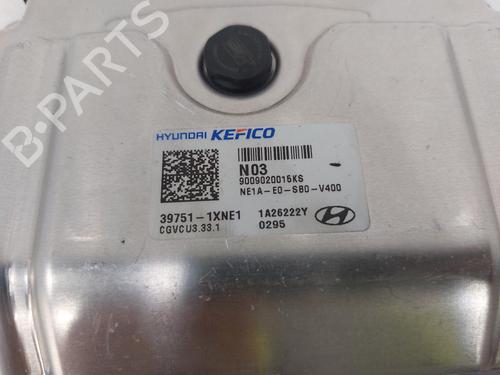 B-PARTS
HYUNDAI KEFICO
N03
9009020015KS
NE1A-E0-SB0-V400
39751-1XNE1 1A26222Y
CGVCU3.33.1 0295